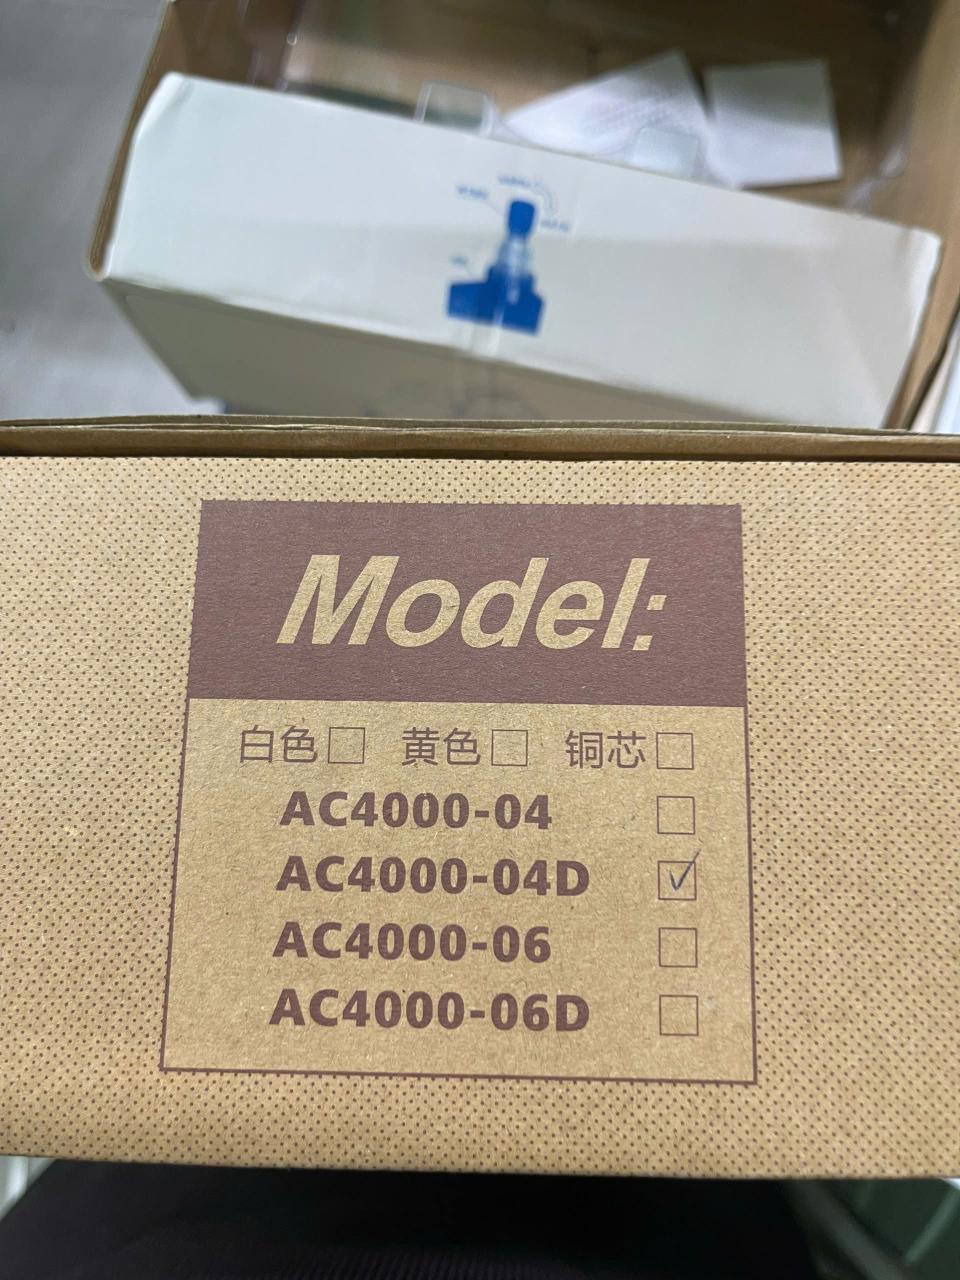 Model:
白色□ 黄色□ 铜芯□
AC4000-04 □
AC4000-04D ☑
AC4000-06 □
AC4000-06D □